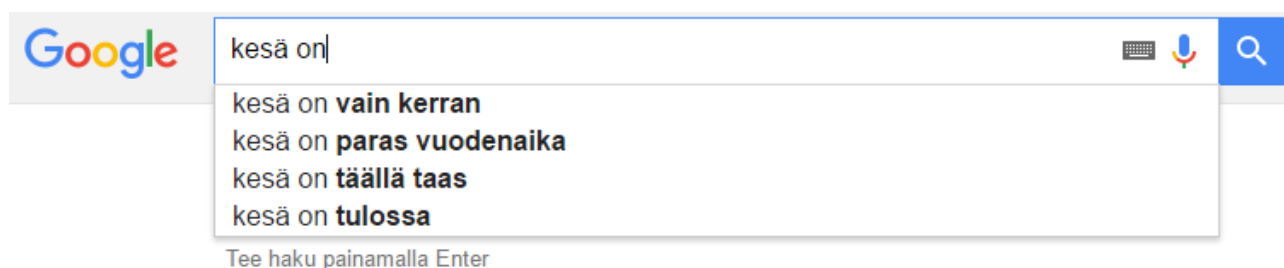 Google kesä on
kesä on vain kerran
kesä on paras vuodenaika
kesä on täällä taas
kesä on tulossa
Tee haku painamalla Enter